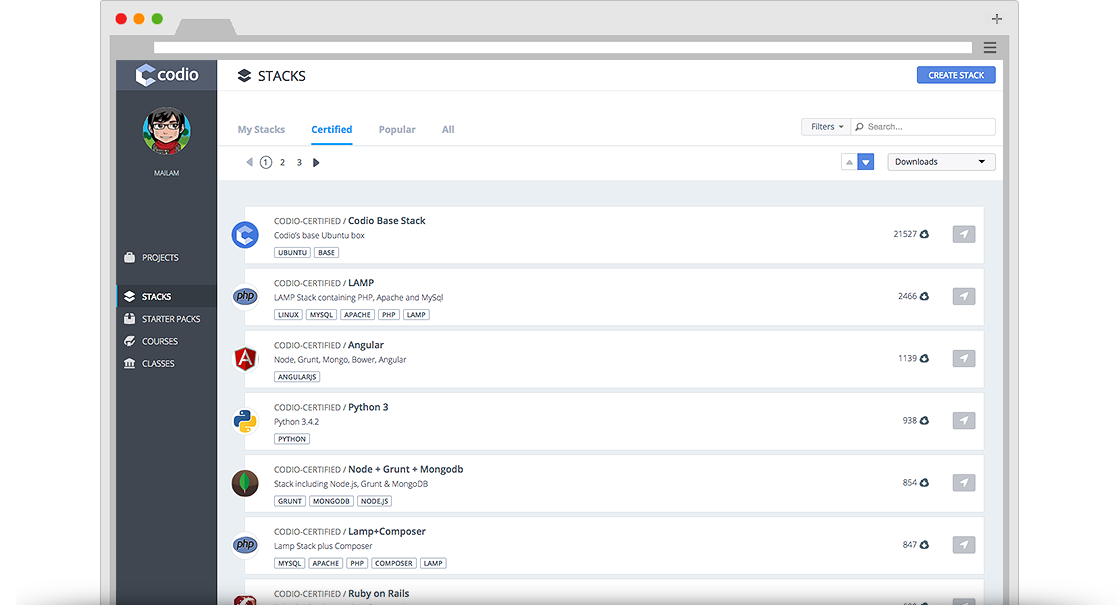 codio
STACKS
CREATE STACK
MAILAM
PROJECTS
STACKS
STARTER PACKS
COURSES
CLASSES
My Stacks
Certified
Popular
All
Filters
Search...
1 2 3
Downloads
CODIO-CERTIFIED / Codio Base Stack
Codio's base Ubuntu box
UBUNTU BASE
21527
php
CODIO-CERTIFIED / LAMP
LAMP Stack containing PHP, Apache and MySql
LINUX MYSQL APACHE PHP LAMP
2466
CODIO-CERTIFIED / Angular
Node, Grunt, Mongo, Bower, Angular
ANGULARJS
1139
CODIO-CERTIFIED / Python 3
Python 3.4.2
PYTHON
938
CODIO-CERTIFIED / Node + Grunt + Mongodb
Stack including Node.js, Grunt & MongoDB
GRUNT MONGODB NODE.JS
854
php
CODIO-CERTIFIED / Lamp+Composer
Lamp Stack plus Composer
MYSQL APACHE PHP COMPOSER LAMP
847
CODIO-CERTIFIED / Ruby on Rails